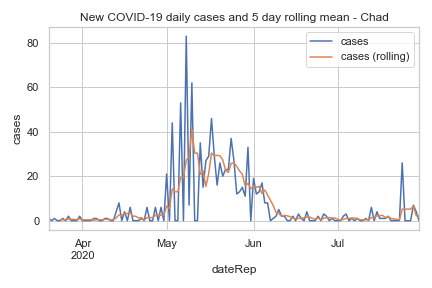 New COVID-19 daily cases and 5 day rolling mean - Chad
cases
cases (rolling)
80
60
40
20
0
cases
Apr
2020
May
Jun
Jul
dateRep